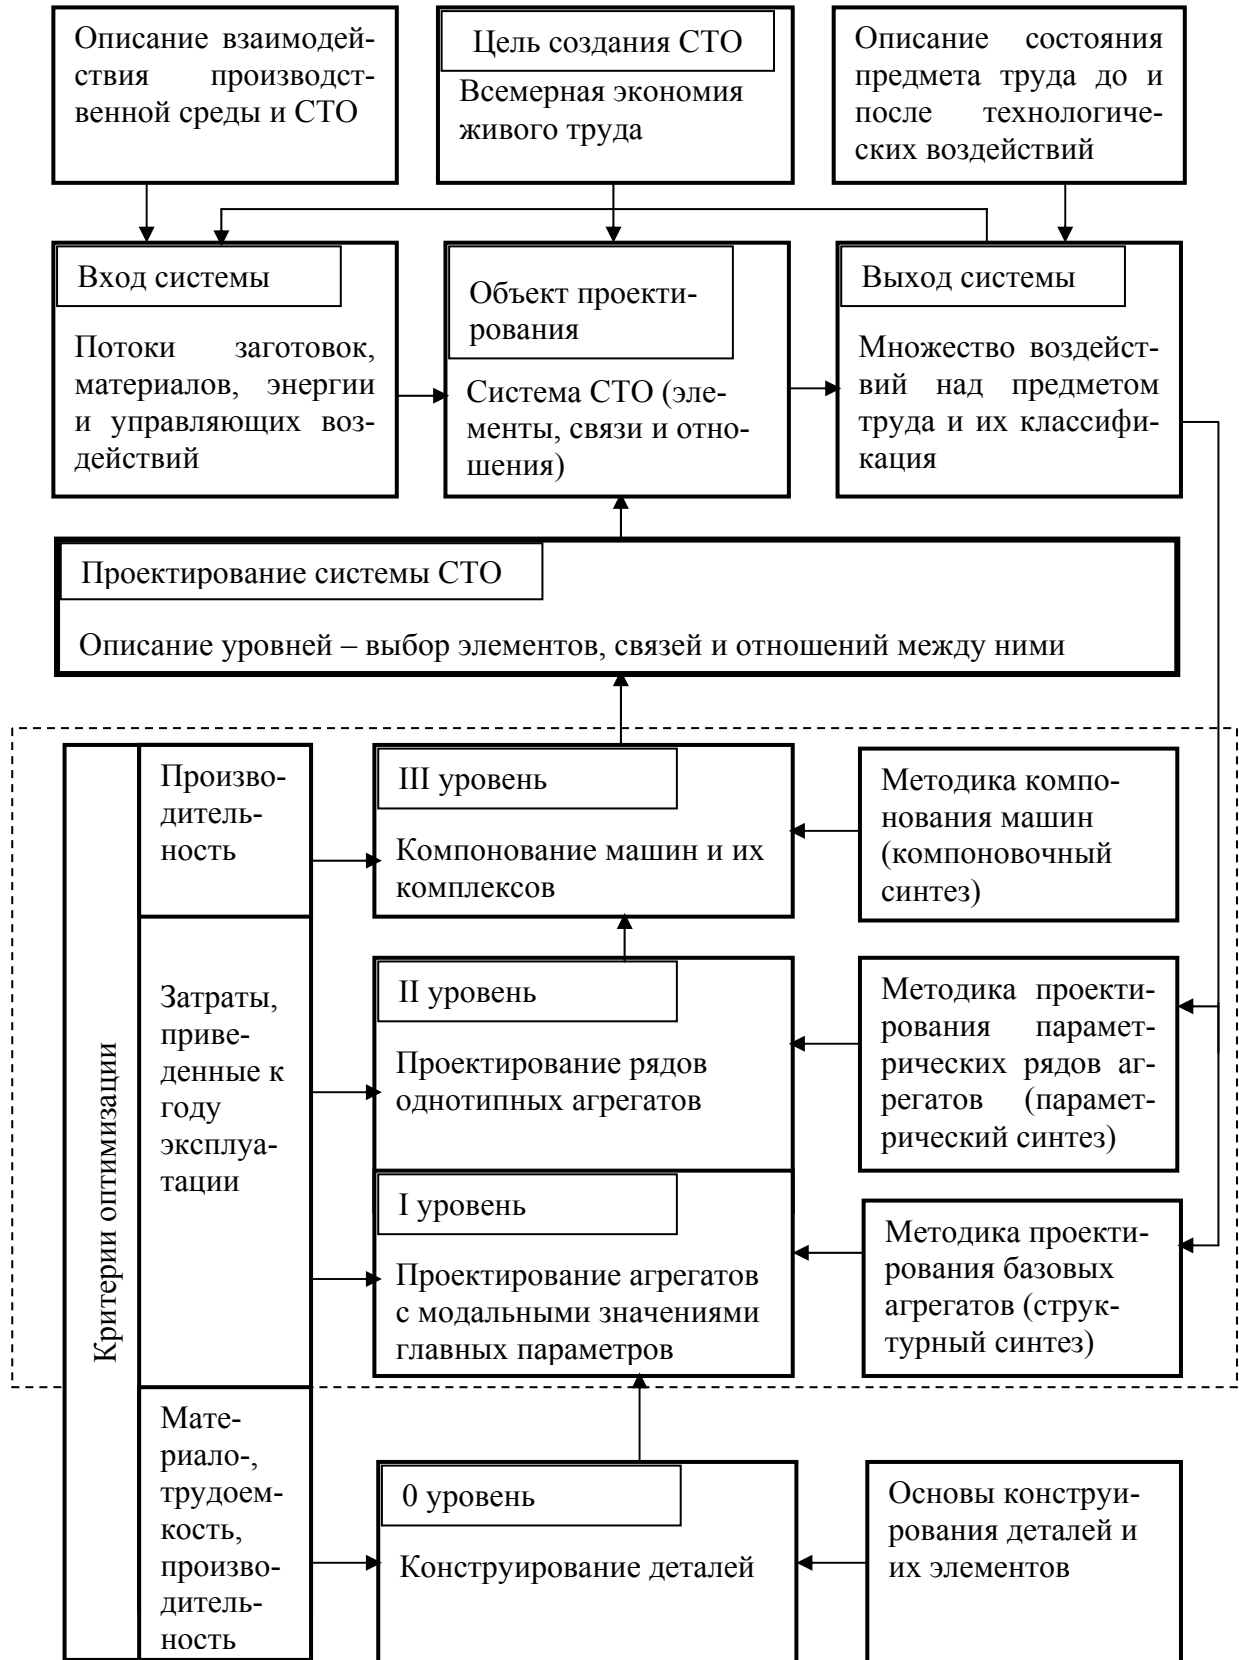 Описание взаимодей-
ствия производст-
венной среды и СТО
Цель создания СТО
Всемерная экономия
живого труда
Описание состояния
предмета труда до и
после технологиче-
ских воздействий
Вход системы
Потоки заготовок,
материалов, энергии
и управляющих воз-
действий
Объект проекти-
рования
Система СТО (эле-
менты, связи и отно-
шения)
Выход системы
Множество воздейст-
вий над предметом
труда и их классифи-
кация
Проектирование системы СТО
Описание уровней – выбор элементов, связей и отношений между ними
Критерии оптимизации
Произво-
дитель-
ность
III уровень
Компонование машин и их
комплексов
Методика компо-
нования машин
(компоновочный
синтез)
Затраты,
приве-
денные к
году
эксплуа-
тации
II уровень
Проектирование рядов
однотипных агрегатов
Методика проекти-
рования парамет-
рических рядов аг-
регатов (парамет-
рический синтез)
I уровень
Проектирование агрегатов
с модальными значениями
главных параметров
Методика проекти-
рования базовых
агрегатов (струк-
турный синтез)
Мате-
риало-,
трудоем-
кость,
произво-
дитель-
ность
0 уровень
Конструирование деталей
Основы конструи-
рования деталей и
их элементов